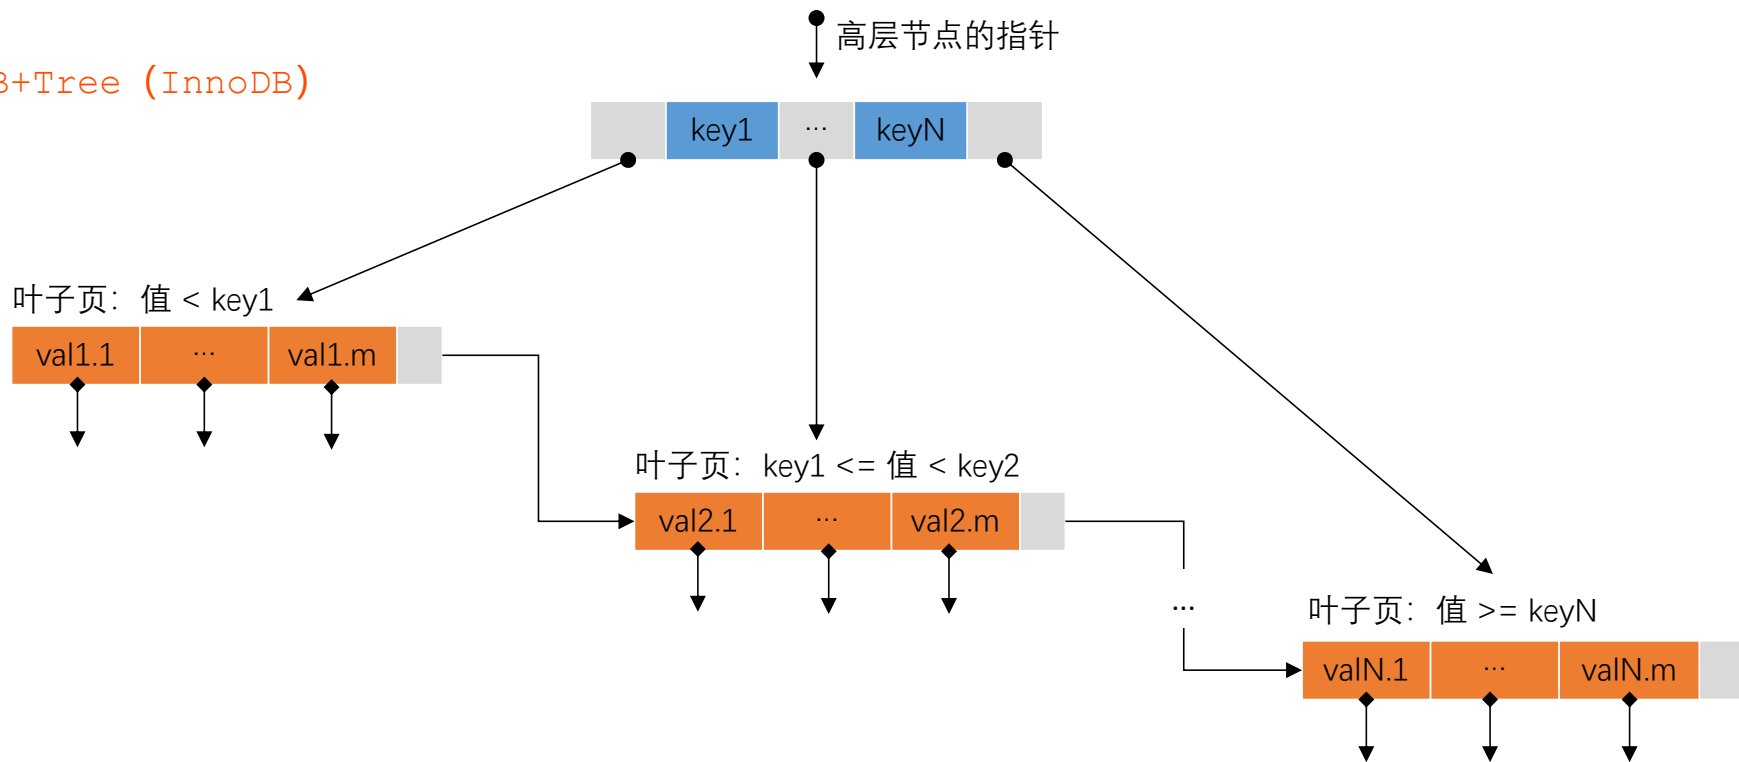 高层节点的指针
B+Tree (InnoDB)
key1 ... keyN
叶子页：值 < key1
val1.1 ... val1.m
叶子页：key1 <= 值 < key2
val2.1 ... val2.m
...
叶子页：值 >= keyN
valN.1 ... valN.m